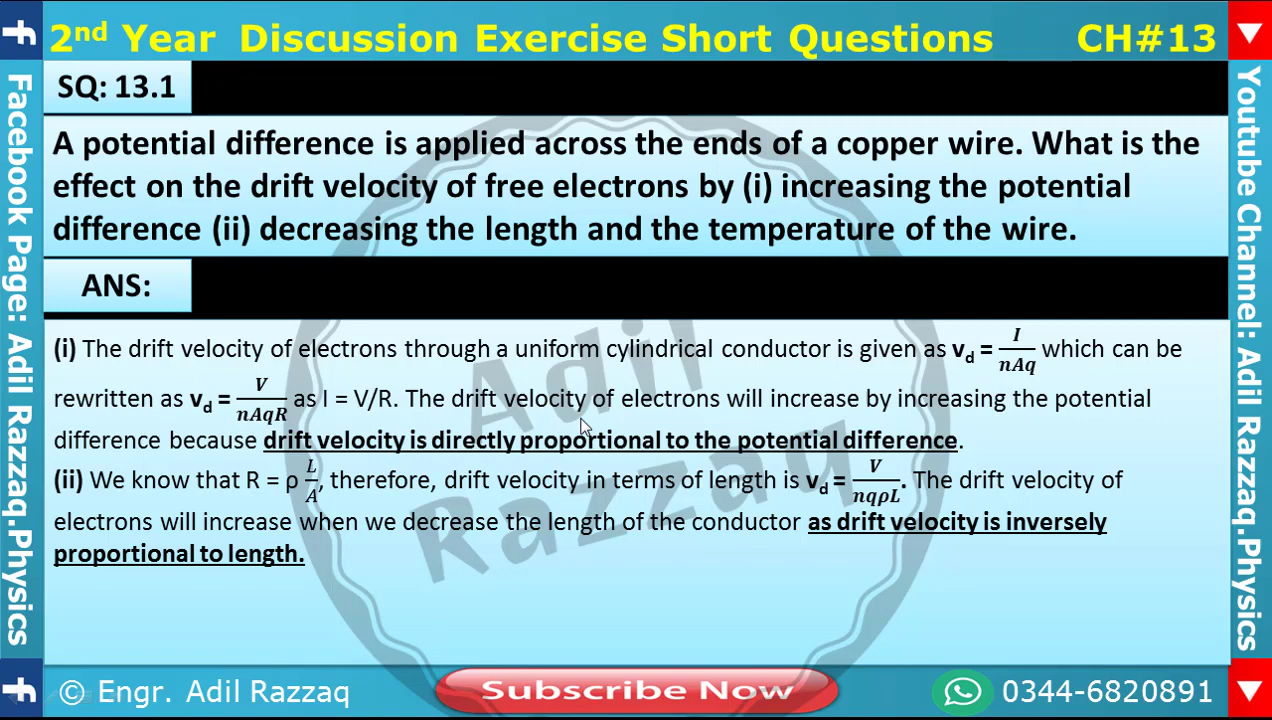 2nd Year Discussion Exercise Short Questions CH#13
SQ: 13.1
A potential difference is applied across the ends of a copper wire. What is the
effect on the drift velocity of free electrons by (i) increasing the potential
difference (ii) decreasing the length and the temperature of the wire.
ANS:
(i) The drift velocity of electrons through a uniform cylindrical conductor is given as v_d = I/nAq which can be
rewritten as v_d = V/nAqR as I = V/R. The drift velocity of electrons will increase by increasing the potential
difference because drift velocity is directly proportional to the potential difference.
(ii) We know that R = ρ L/A, therefore, drift velocity in terms of length is v_d = V/nqρL. The drift velocity of
electrons will increase when we decrease the length of the conductor as drift velocity is inversely
proportional to length.
Adil
Razzaq
© Engr. Adil Razzaq
Subscribe Now
0344-6820891
Facebook Page: Adil Razzaq.Physics
Youtube Channel: Adil Razzaq.Physics